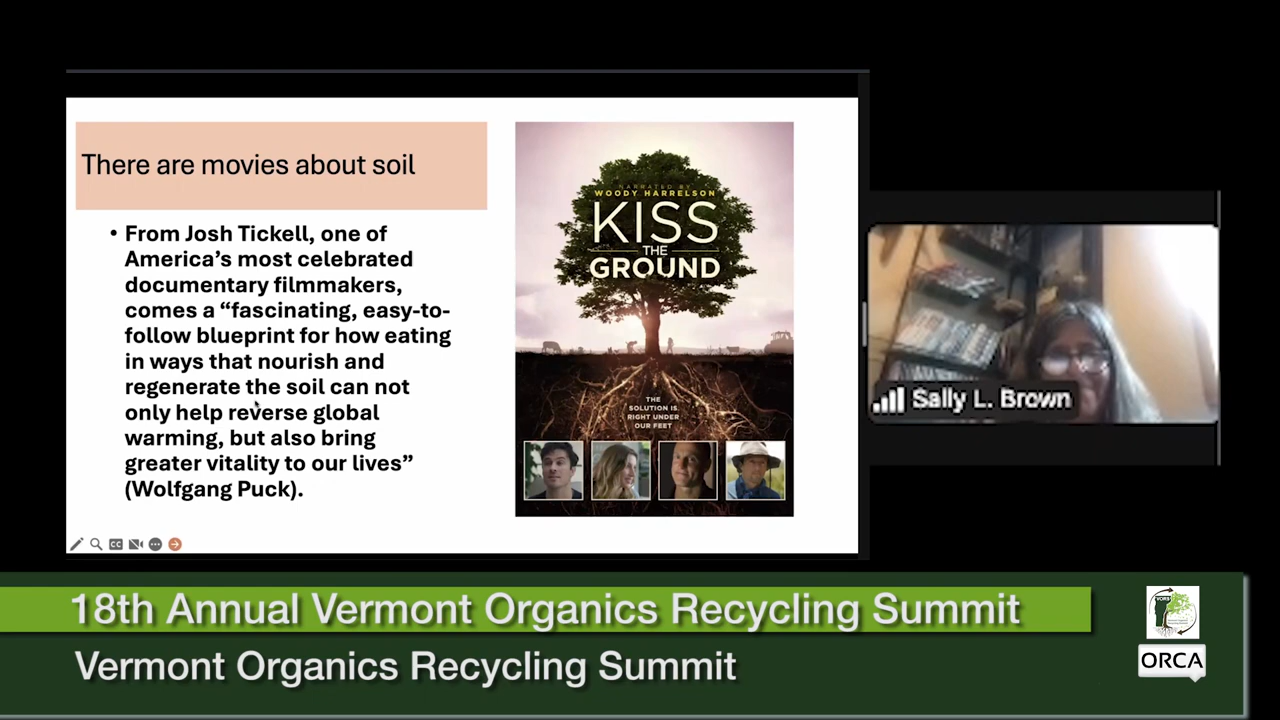 There are movies about soil
• From Josh Tickell, one of
America’s most celebrated
documentary filmmakers,
comes a “fascinating, easy-to-
follow blueprint for how eating
in ways that nourish and
regenerate the soil can not
only help reverse global
warming, but also bring
greater vitality to our lives”
(Wolfgang Puck).
NARRATED BY
WOODY HARRELSON
KISS
THE
GROUND
THE
SOLUTION IS
RIGHT UNDER
OUR FEET
CC
Sally L. Brown
18th Annual Vermont Organics Recycling Summit
Vermont Organics Recycling Summit
VORS
ORCA